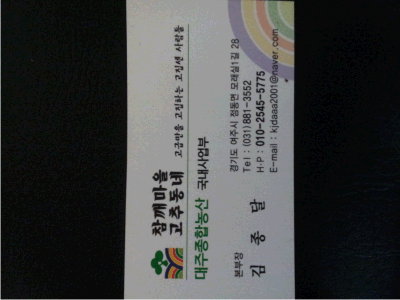 참깨마을
고추동네
고급만을 고집하는 고집센 사람들
대주종합농산 국내사업부
본부장
김 종 달
경기도 여주시 점동면 모래실1길 28
Tel : (031) 881-3552
H·P : 010-2545-5775
E-mail : kjdaaa2001@naver.com